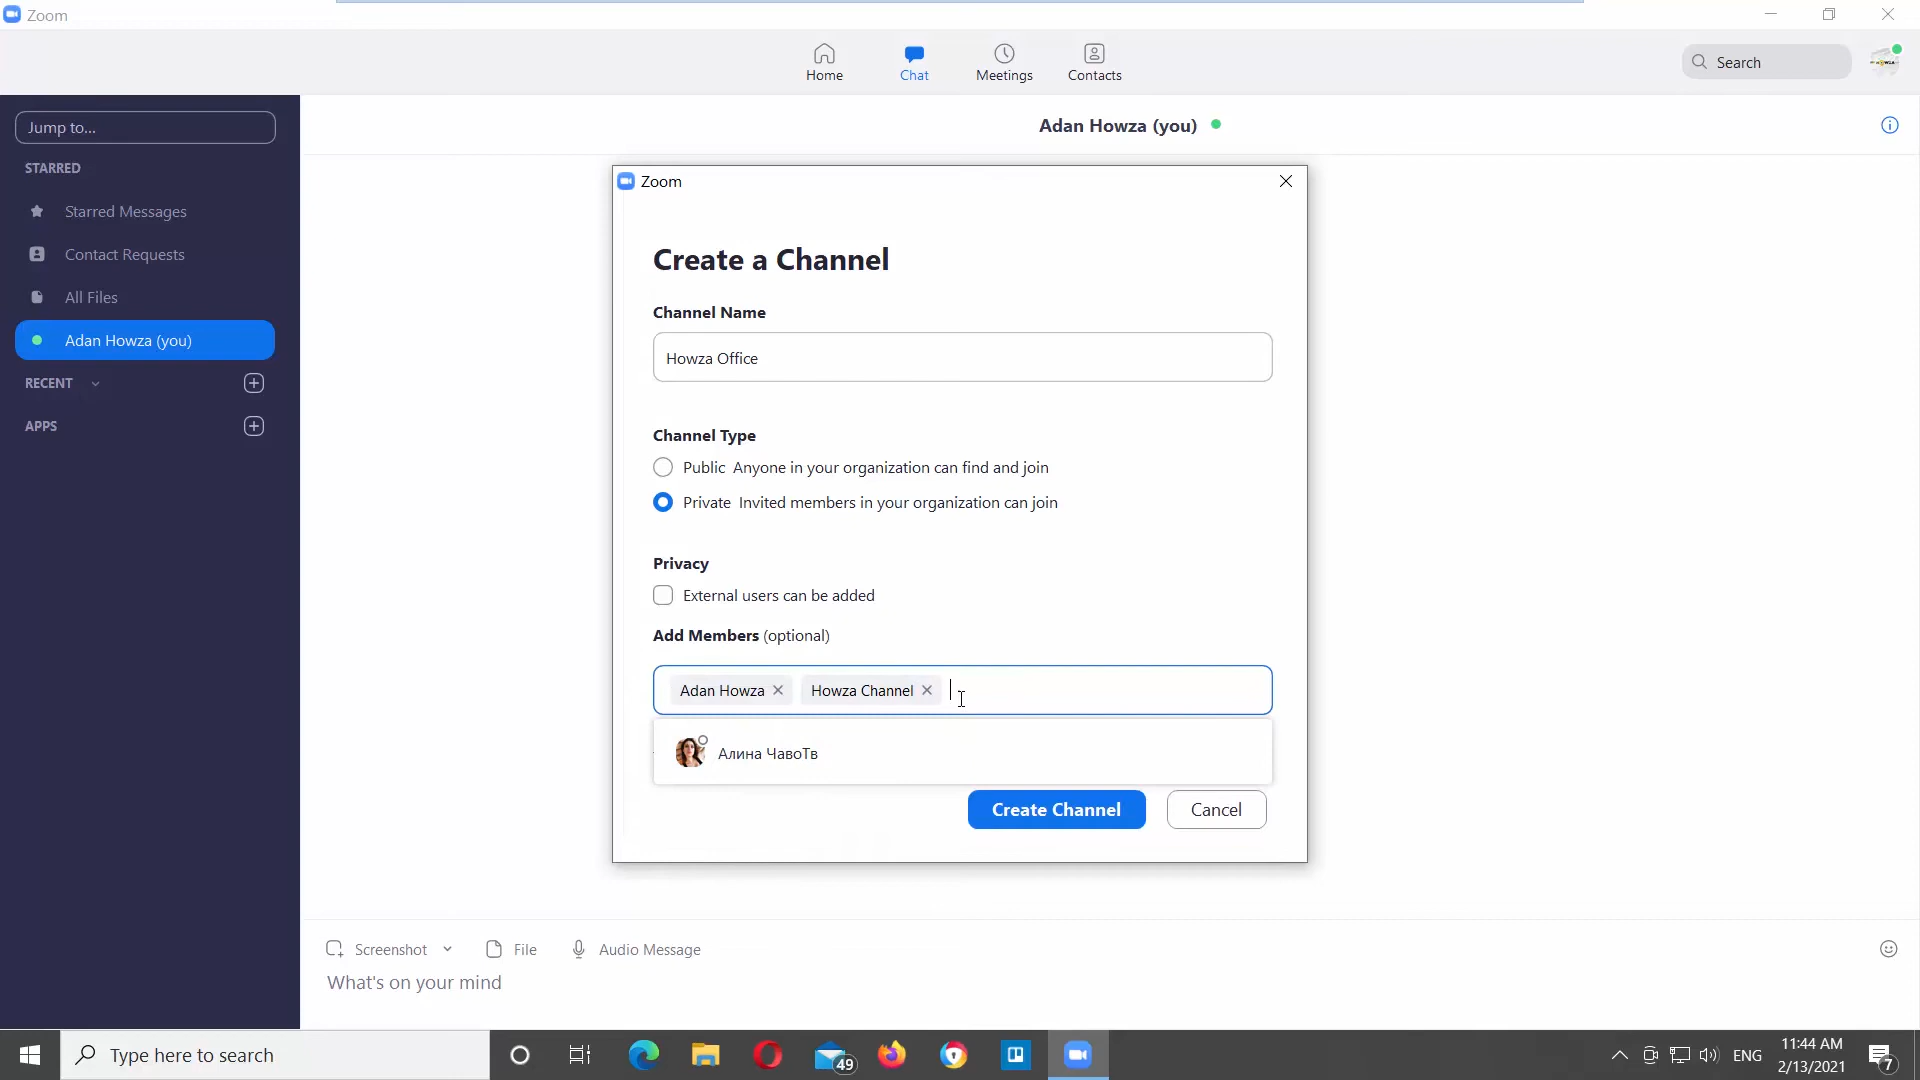 Zoom
Home
Chat
Meetings
Contacts
Search
Jump to...
STARRED
Starred Messages
Contact Requests
All Files
Adan Howza (you)
RECENT
APPS
Adan Howza (you)
Zoom
Create a Channel
Channel Name
Howza Office
Channel Type
Public Anyone in your organization can find and join
Private Invited members in your organization can join
Privacy
External users can be added
Add Members (optional)
Adan Howza
Howza Channel
Алина ЧавоТв
Create Channel
Cancel
Screenshot
File
Audio Message
What's on your mind
Type here to search
49
ENG
11:44 AM
2/13/2021
7